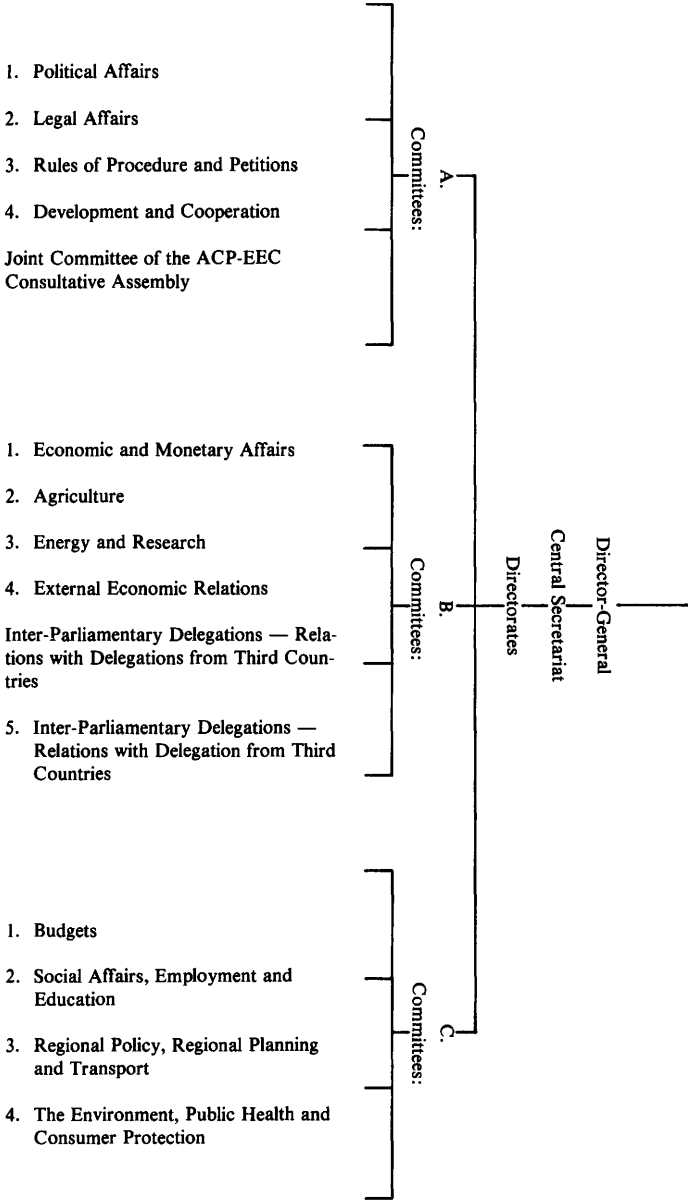 Director-General
Central Secretariat
Directorates
A.
Committees:
1. Political Affairs
2. Legal Affairs
3. Rules of Procedure and Petitions
4. Development and Cooperation
Joint Committee of the ACP-EEC
Consultative Assembly
B.
Committees:
1. Economic and Monetary Affairs
2. Agriculture
3. Energy and Research
4. External Economic Relations
Inter-Parliamentary Delegations — Rela-
tions with Delegations from Third Coun-
tries
5. Inter-Parliamentary Delegations —
Relations with Delegation from Third
Countries
C.
Committees:
1. Budgets
2. Social Affairs, Employment and
Education
3. Regional Policy, Regional Planning
and Transport
4. The Environment, Public Health and
Consumer Protection